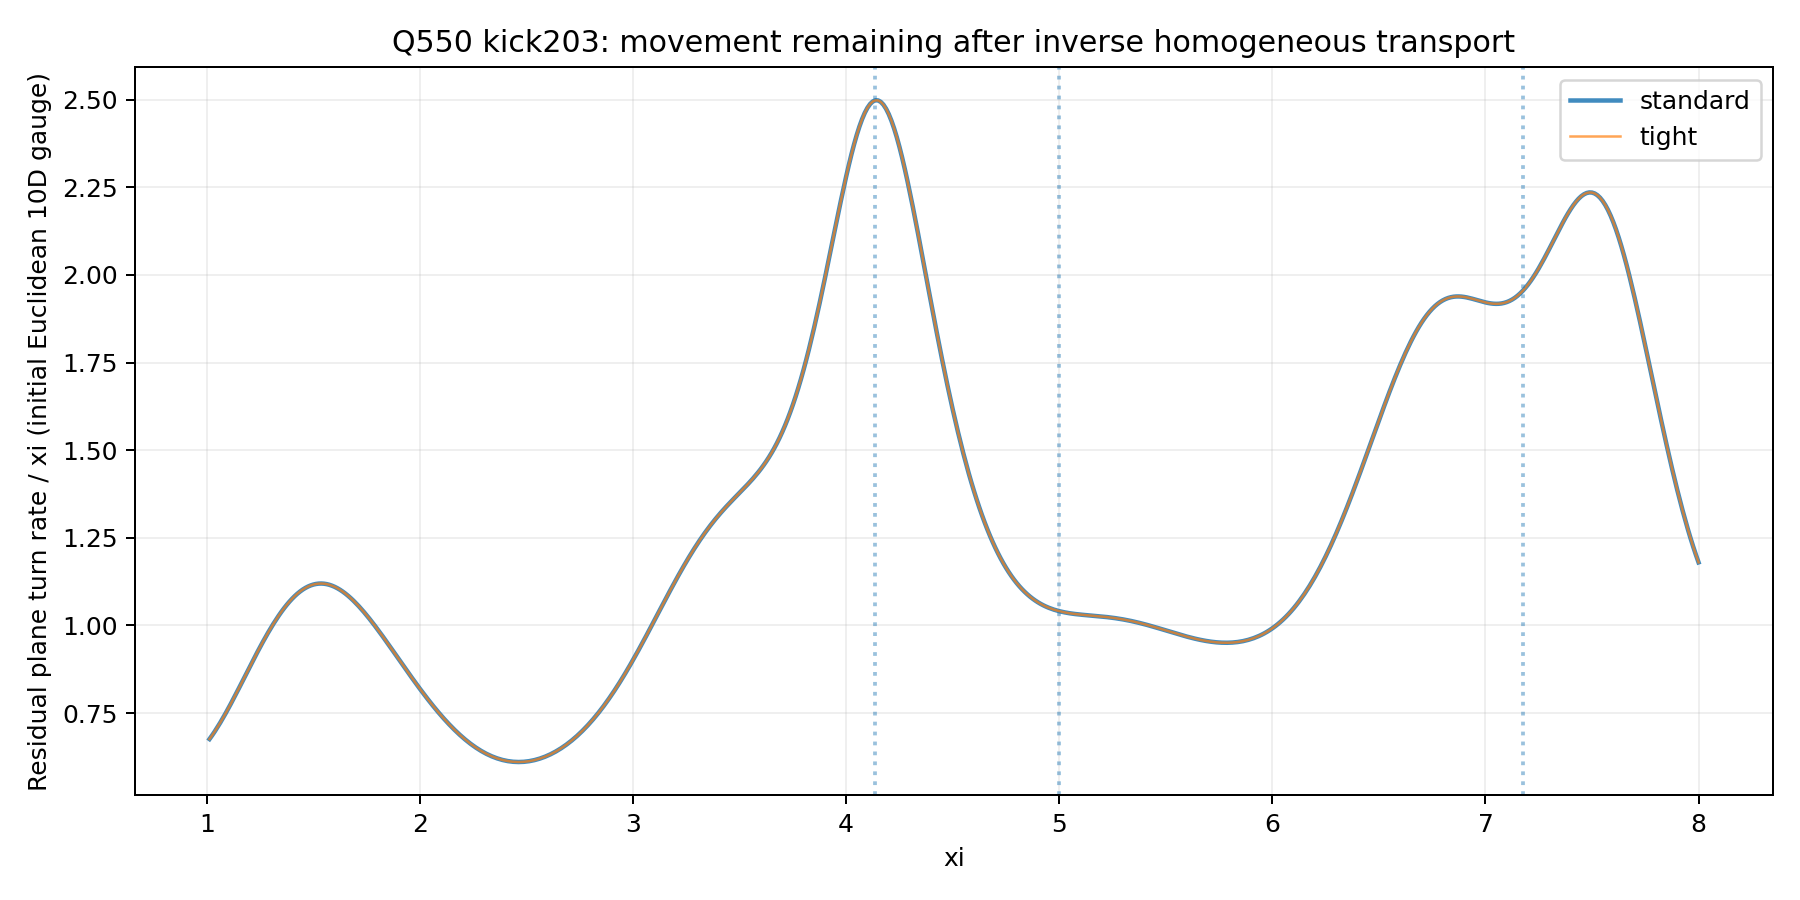 Q550 kick203: movement remaining after inverse homogeneous transport
Residual plane turn rate / xi (initial Euclidean 10D gauge)
2.50
2.25
2.00
1.75
1.50
1.25
1.00
0.75
standard
tight
1 2 3 4 5 6 7 8
xi